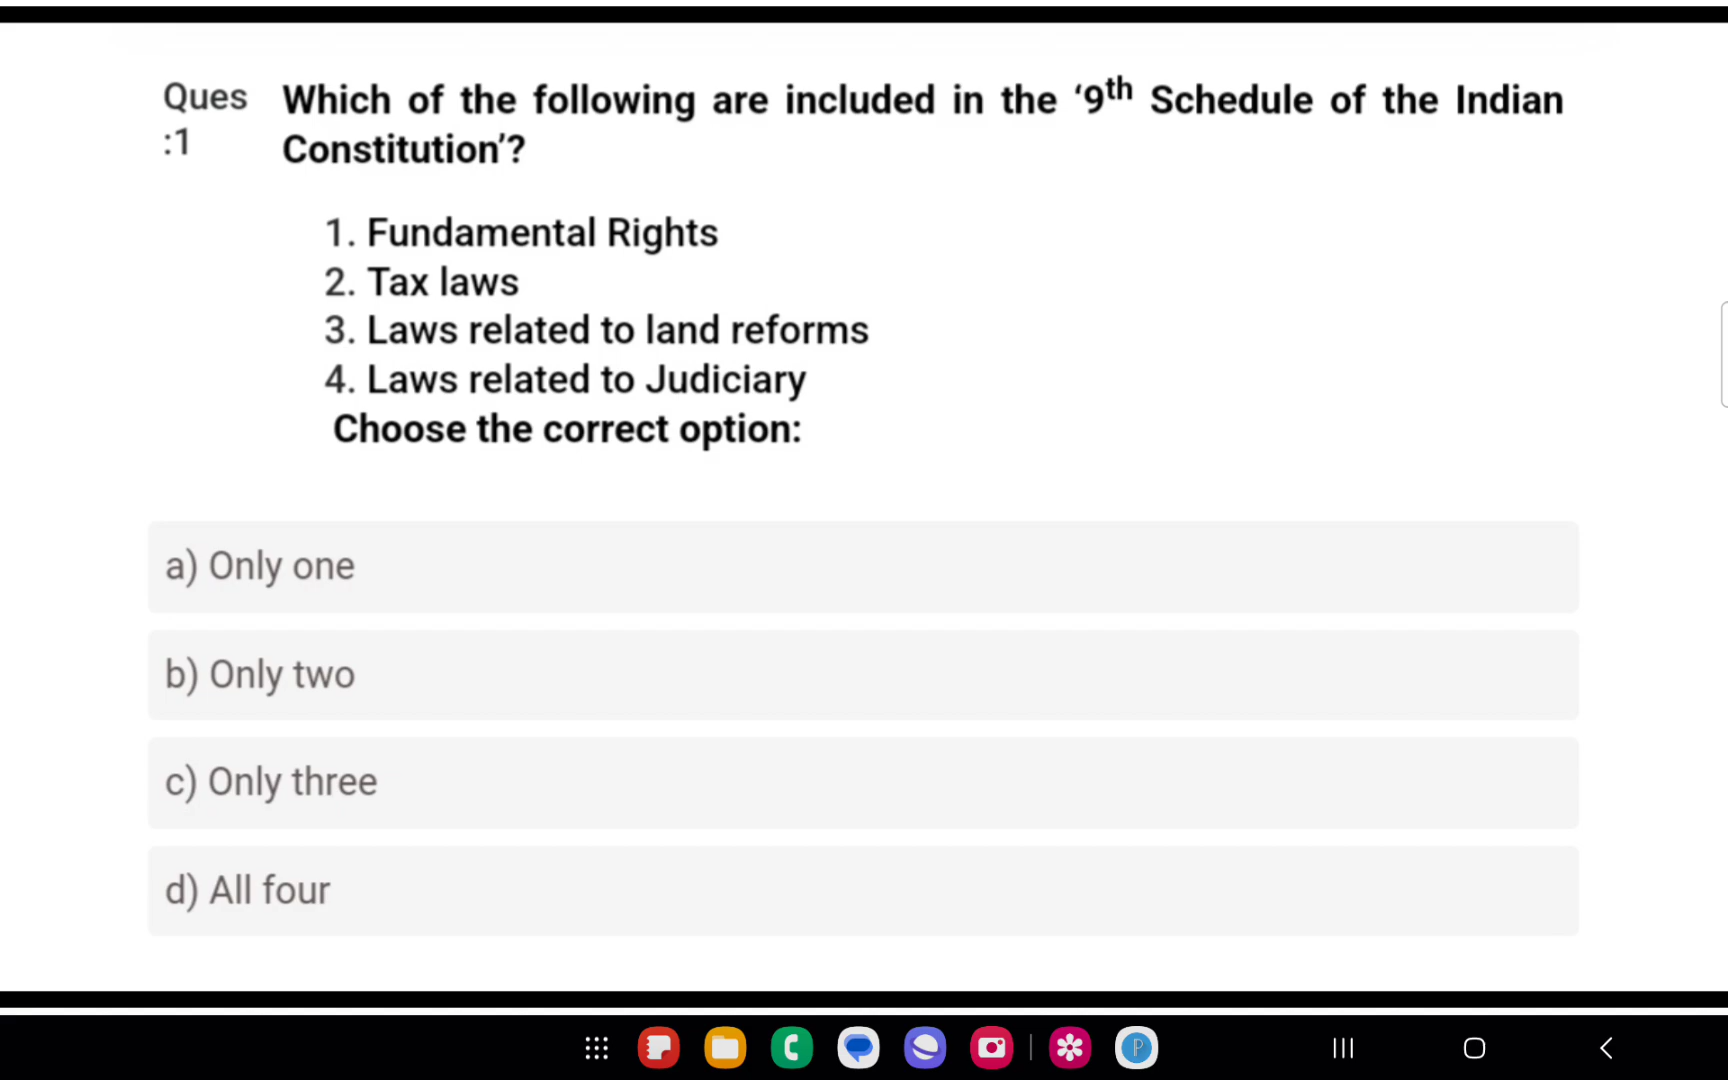 Ques Which of the following are included in the ‘9th Schedule of the Indian
:1 Constitution’?
1. Fundamental Rights
2. Tax laws
3. Laws related to land reforms
4. Laws related to Judiciary
Choose the correct option:
a) Only one
b) Only two
c) Only three
d) All four
P